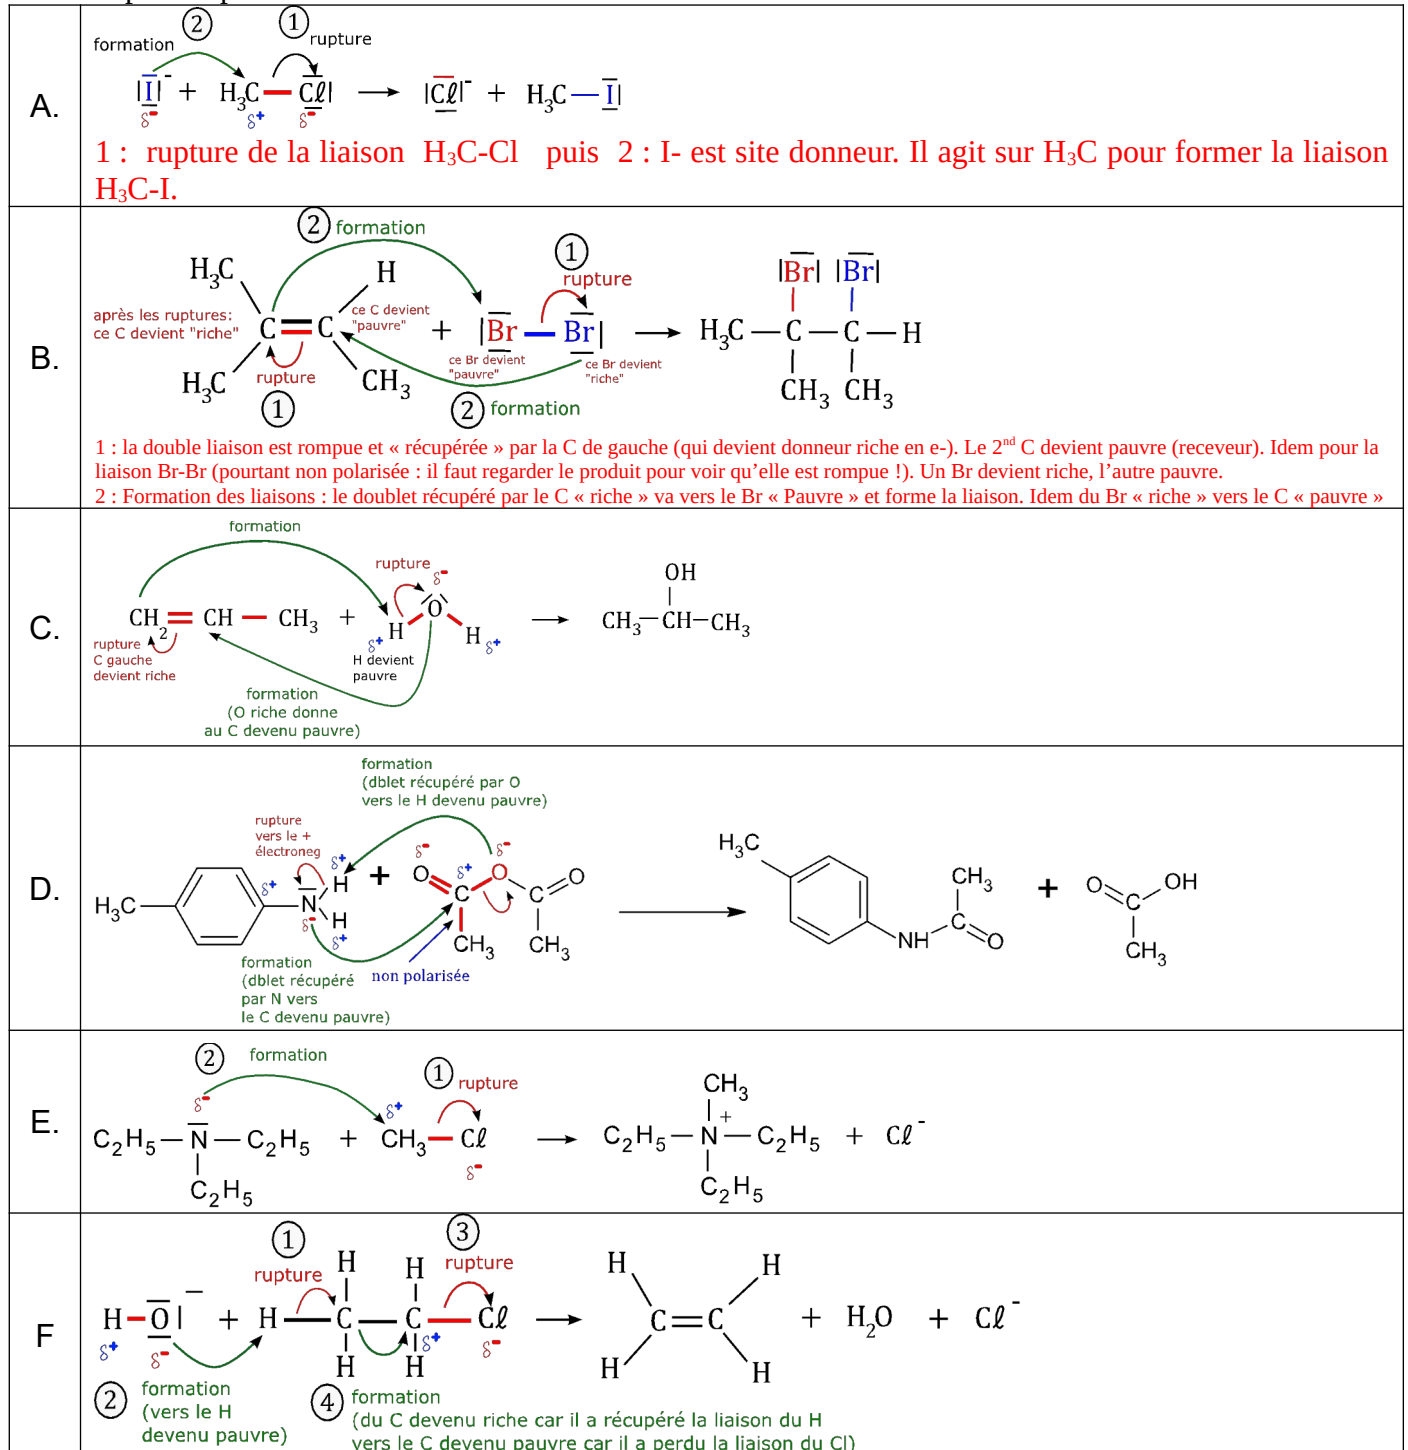 A.
formation
2
1
rupture
|I|⁻ + H₃C — Cl| → |Cl|⁻ + H₃C — I|
δ- δ+ δ-
1 : rupture de la liaison H₃C-Cl puis 2 : I- est site donneur. Il agit sur H₃C pour former la liaison
H₃C-I.
B.
2 formation
1
rupture
H₃C
H
après les ruptures:
ce C devient "riche"
ce C devient
"pauvre"
C = C + |Br — Br| →
ce Br devient
"pauvre"
ce Br devient
"riche"
H₃C
rupture
CH₃
1
2 formation
|Br| |Br|
H₃C — C — C — H
CH₃ CH₃
1 : la double liaison est rompue et « récupérée » par la C de gauche (qui devient donneur riche en e-). Le 2nd C devient pauvre (receveur). Idem pour la
liaison Br-Br (pourtant non polarisée : il faut regarder le produit pour voir qu’elle est rompue !). Un Br devient riche, l’autre pauvre.
2 : Formation des liaisons : le doublet récupéré par le C « riche » va vers le Br « Pauvre » et forme la liaison. Idem du Br « riche » vers le C « pauvre »
C.
formation
rupture
δ-
CH₂ = CH — CH₃ + H O H →
δ+ δ+
rupture
C gauche
devient riche
H devient
pauvre
formation
(O riche donne
au C devenu pauvre)
OH
CH₃—CH—CH₃
D.
formation
(dblet récupéré par O
vers le H devenu pauvre)
rupture
vers le +
électroneg
δ+ δ- δ+ δ-
H₃C
δ+
N
H
H
δ-
δ+
+
O
C
O
C
O
CH₃
CH₃
non polarisée
formation
(dblet récupéré
par N vers
le C devenu pauvre)
H₃C
NH
C
CH₃
O
+
O
C
OH
CH₃
E.
2 formation
1 rupture
δ- δ+
C₂H₅ — N — C₂H₅ + CH₃ — Cl →
C₂H₅
δ-
CH₃
C₂H₅ — N⁺ — C₂H₅ + Cl⁻
C₂H₅
F
1
rupture
3
rupture
H H
H — O|⁻ + H — C — C — Cl →
δ+ δ- δ+ δ-
H H
2 formation
(vers le H
devenu pauvre)
4 formation
(du C devenu riche car il a récupéré la liaison du H
vers le C devenu pauvre car il a perdu la liaison du Cl)
H H
C = C + H₂O + Cl⁻
H H